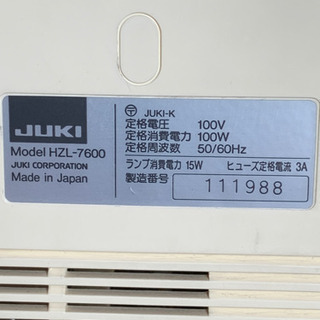 JUKI
Model HZL-7600
JUKI CORPORATION
Made in Japan
〒 JUKI-K
定格電圧 100V
定格消費電力 100W
定格周波数 50/60Hz
ランプ消費電力 15W ヒューズ定格電流 3A
製造番号 111988